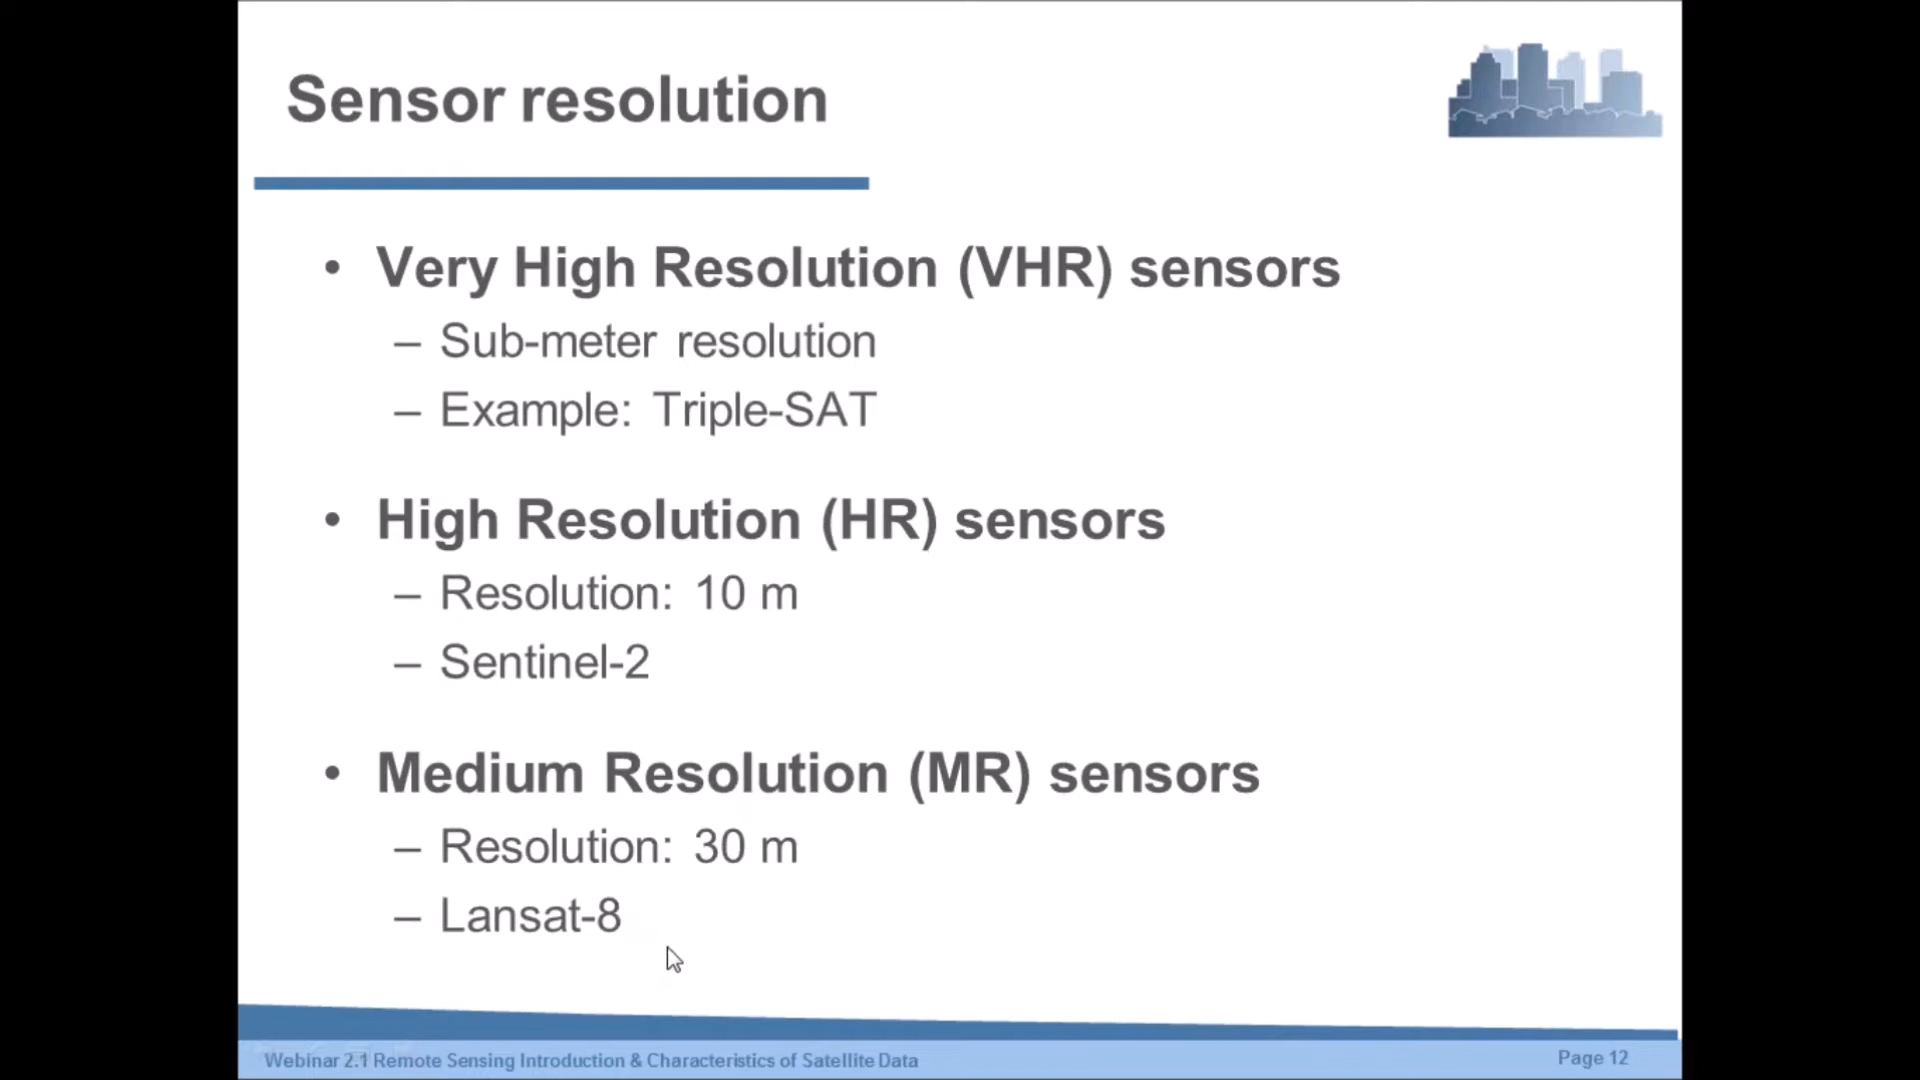 Sensor resolution
• Very High Resolution (VHR) sensors
– Sub-meter resolution
– Example: Triple-SAT
• High Resolution (HR) sensors
– Resolution: 10 m
– Sentinel-2
• Medium Resolution (MR) sensors
– Resolution: 30 m
– Lansat-8
Webinar 2.1 Remote Sensing Introduction & Characteristics of Satellite Data
Page 12